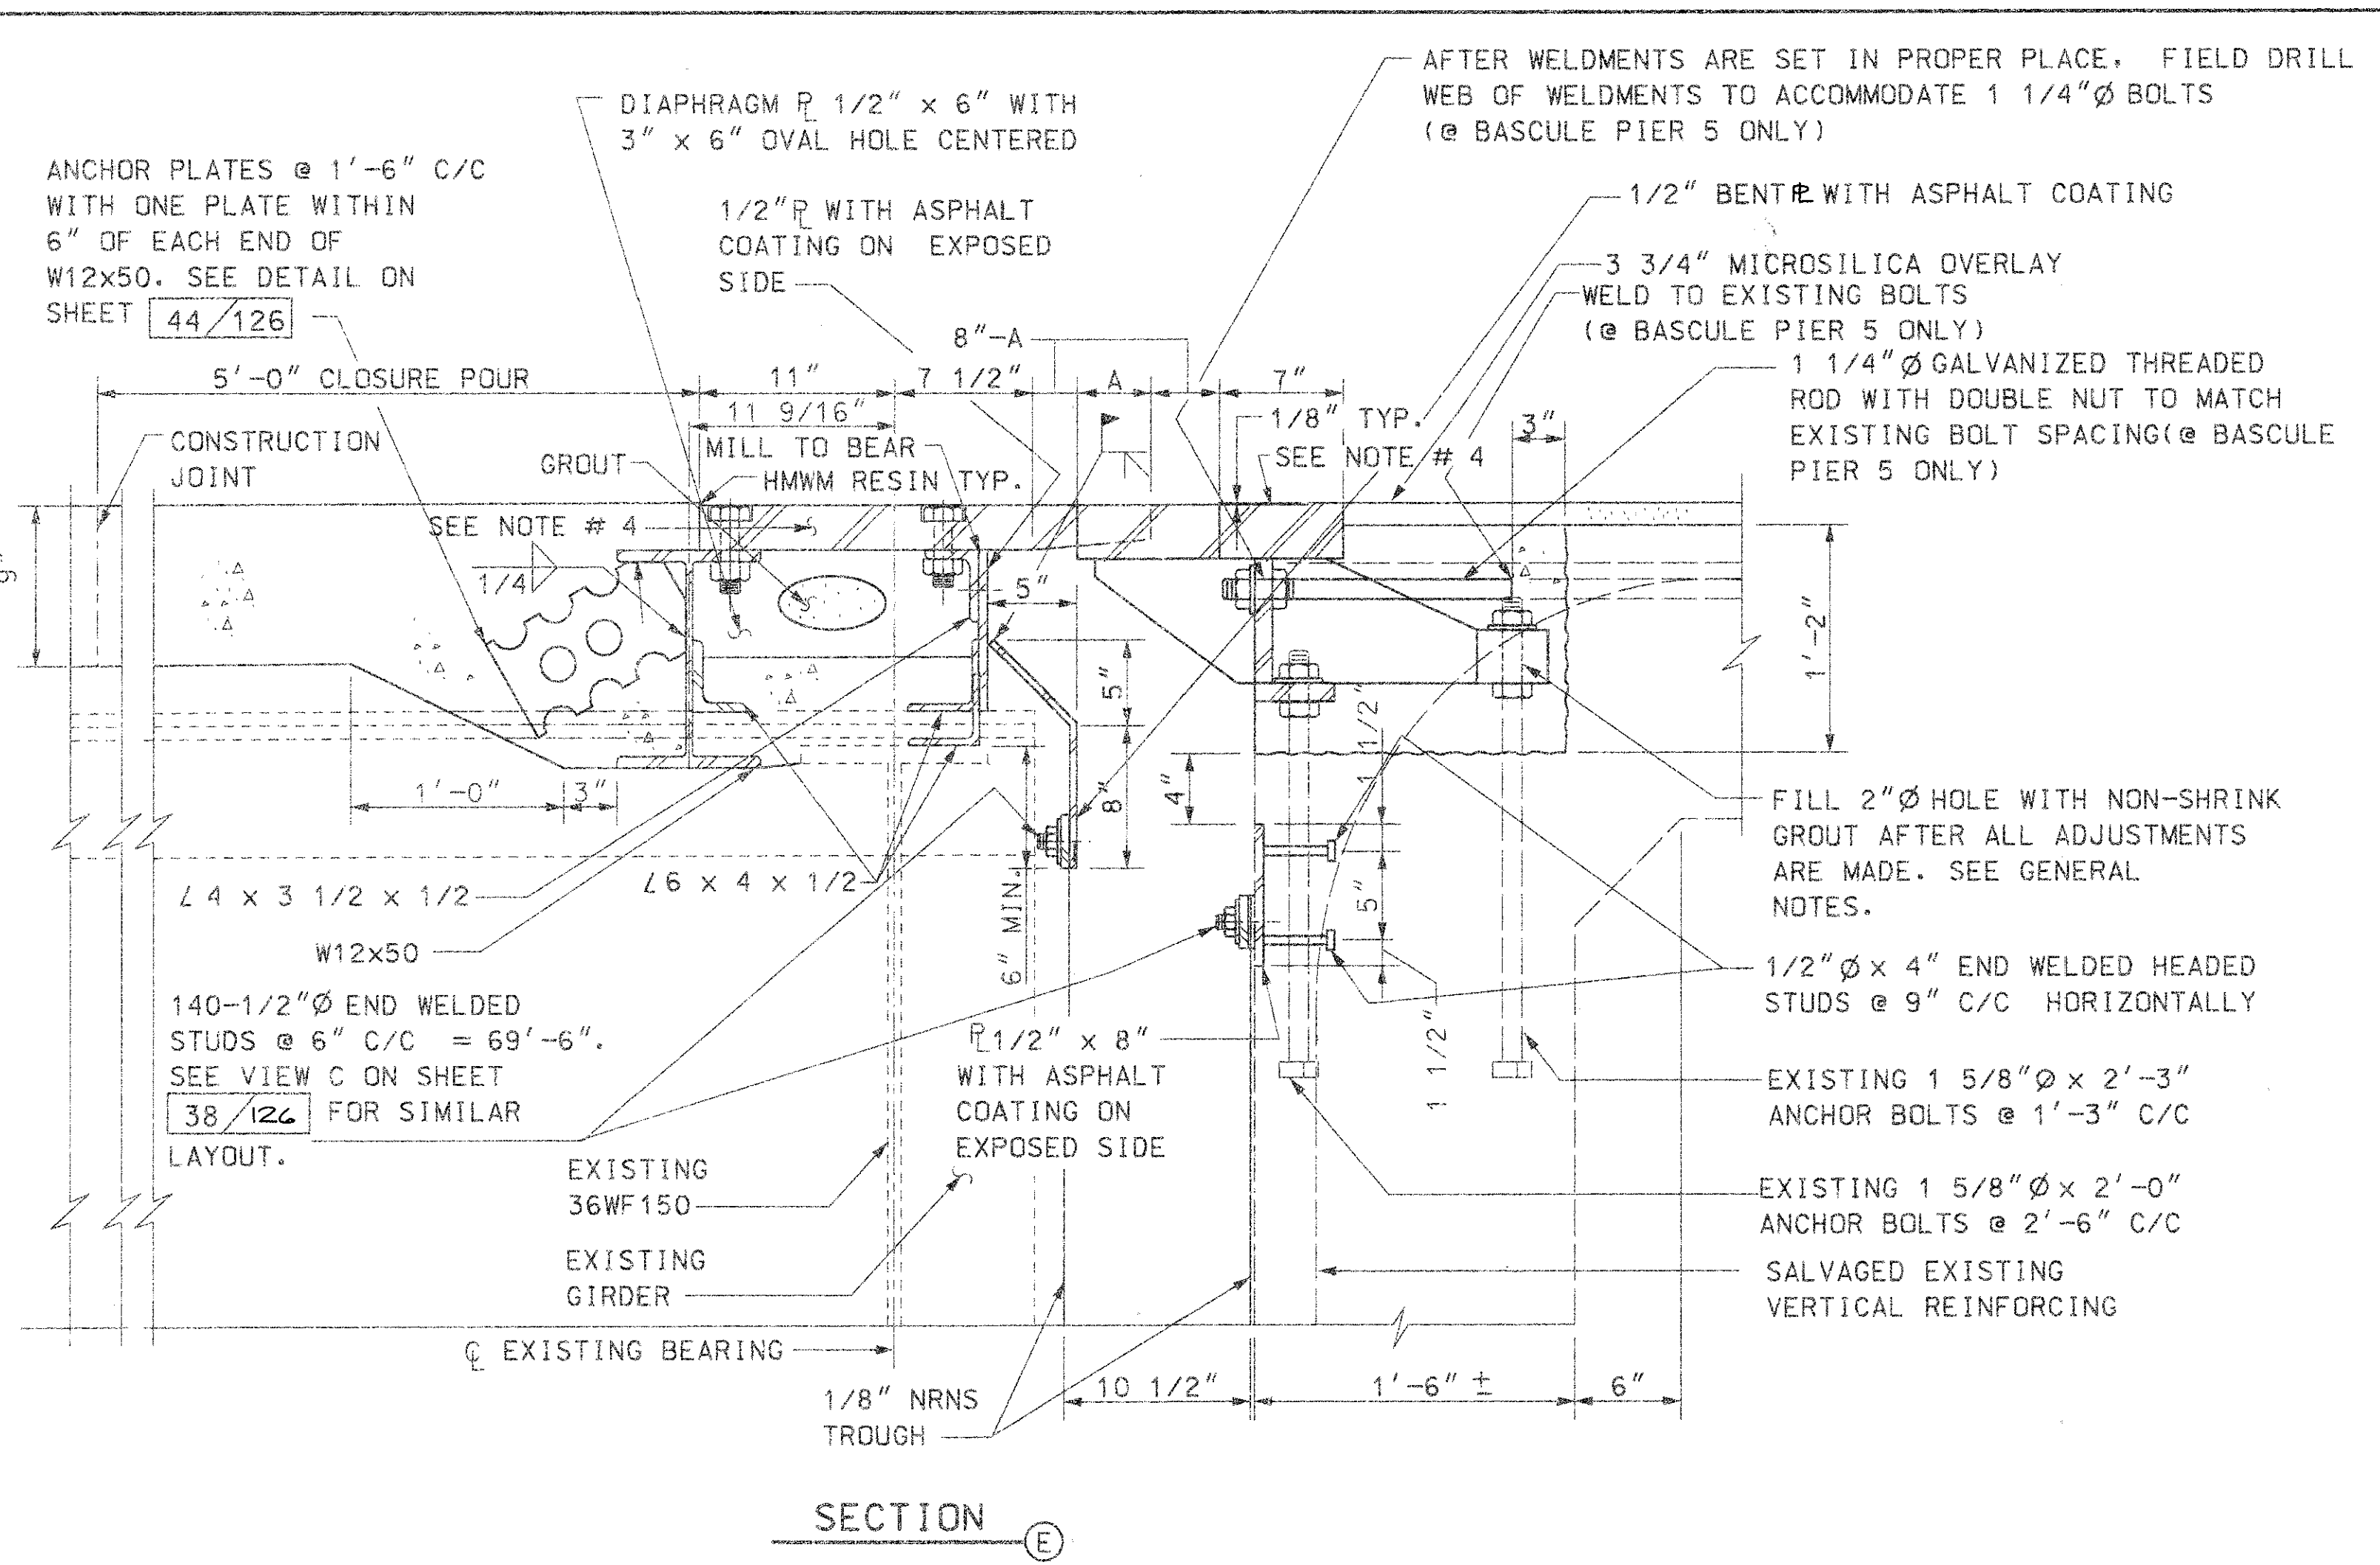 AFTER WELDMENTS ARE SET IN PROPER PLACE, FIELD DRILL
WEB OF WELDMENTS TO ACCOMMODATE 1 1/4"Ø BOLTS
(@ BASCULE PIER 5 ONLY)
DIAPHRAGM ℄ 1/2" x 6" WITH
3" x 6" OVAL HOLE CENTERED
ANCHOR PLATES @ 1'-6" C/C
WITH ONE PLATE WITHIN
6" OF EACH END OF
W12x50. SEE DETAIL ON
SHEET 44/126
1/2"℄ WITH ASPHALT
COATING ON EXPOSED
SIDE
1/2" BENT ℄ WITH ASPHALT COATING
3 3/4" MICROSILICA OVERLAY
WELD TO EXISTING BOLTS
(@ BASCULE PIER 5 ONLY)
1 1/4"Ø GALVANIZED THREADED
ROD WITH DOUBLE NUT TO MATCH
EXISTING BOLT SPACING(@ BASCULE
PIER 5 ONLY)
8"-A
5'-0" CLOSURE POUR
11"
7 1/2"
A
7"
11 9/16"
1/8" TYP.
3"
CONSTRUCTION
JOINT
GROUT
MILL TO BEAR
HMWM RESIN TYP.
SEE NOTE # 4
SEE NOTE # 4
1/4
9"
5"
5"
8"
1'-2"
1 1/2"
4"
1'-0"
3"
FILL 2"Ø HOLE WITH NON-SHRINK
GROUT AFTER ALL ADJUSTMENTS
ARE MADE. SEE GENERAL
NOTES.
∠ 4 x 3 1/2 x 1/2
∠6 x 4 x 1/2
6" MIN.
5"
W12x50
1/2"Ø x 4" END WELDED HEADED
STUDS @ 9" C/C HORIZONTALLY
140-1/2"Ø END WELDED
STUDS @ 6" C/C = 69'-6".
SEE VIEW C ON SHEET
38/126 FOR SIMILAR
LAYOUT.
℄1/2" x 8"
WITH ASPHALT
COATING ON
EXPOSED SIDE
1 1/2"
EXISTING 1 5/8"Ø x 2'-3"
ANCHOR BOLTS @ 1'-3" C/C
EXISTING
36WF150
EXISTING 1 5/8"Ø x 2'-0"
ANCHOR BOLTS @ 2'-6" C/C
EXISTING
GIRDER
SALVAGED EXISTING
VERTICAL REINFORCING
℄ EXISTING BEARING
1/8" NRNS
TROUGH
10 1/2"
1'-6" ±
6"
SECTION E